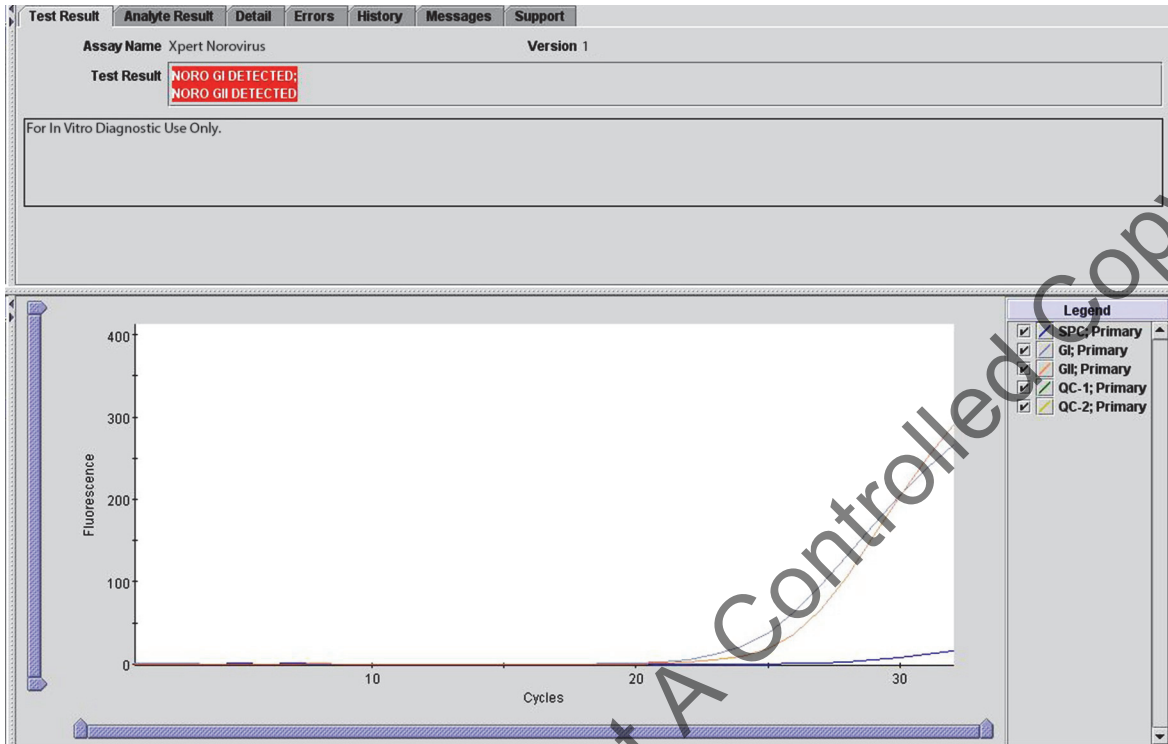 Test Result Analyte Result Detail Errors History Messages Support
Assay Name Xpert Norovirus Version 1
Test Result NORO GI DETECTED;
NORO GII DETECTED
For In Vitro Diagnostic Use Only.
Legend
SPC; Primary
GI; Primary
GII; Primary
QC-1; Primary
QC-2; Primary
400
300
200
100
0
Fluorescence
10 20 30
Cycles
t A Controlled Copy